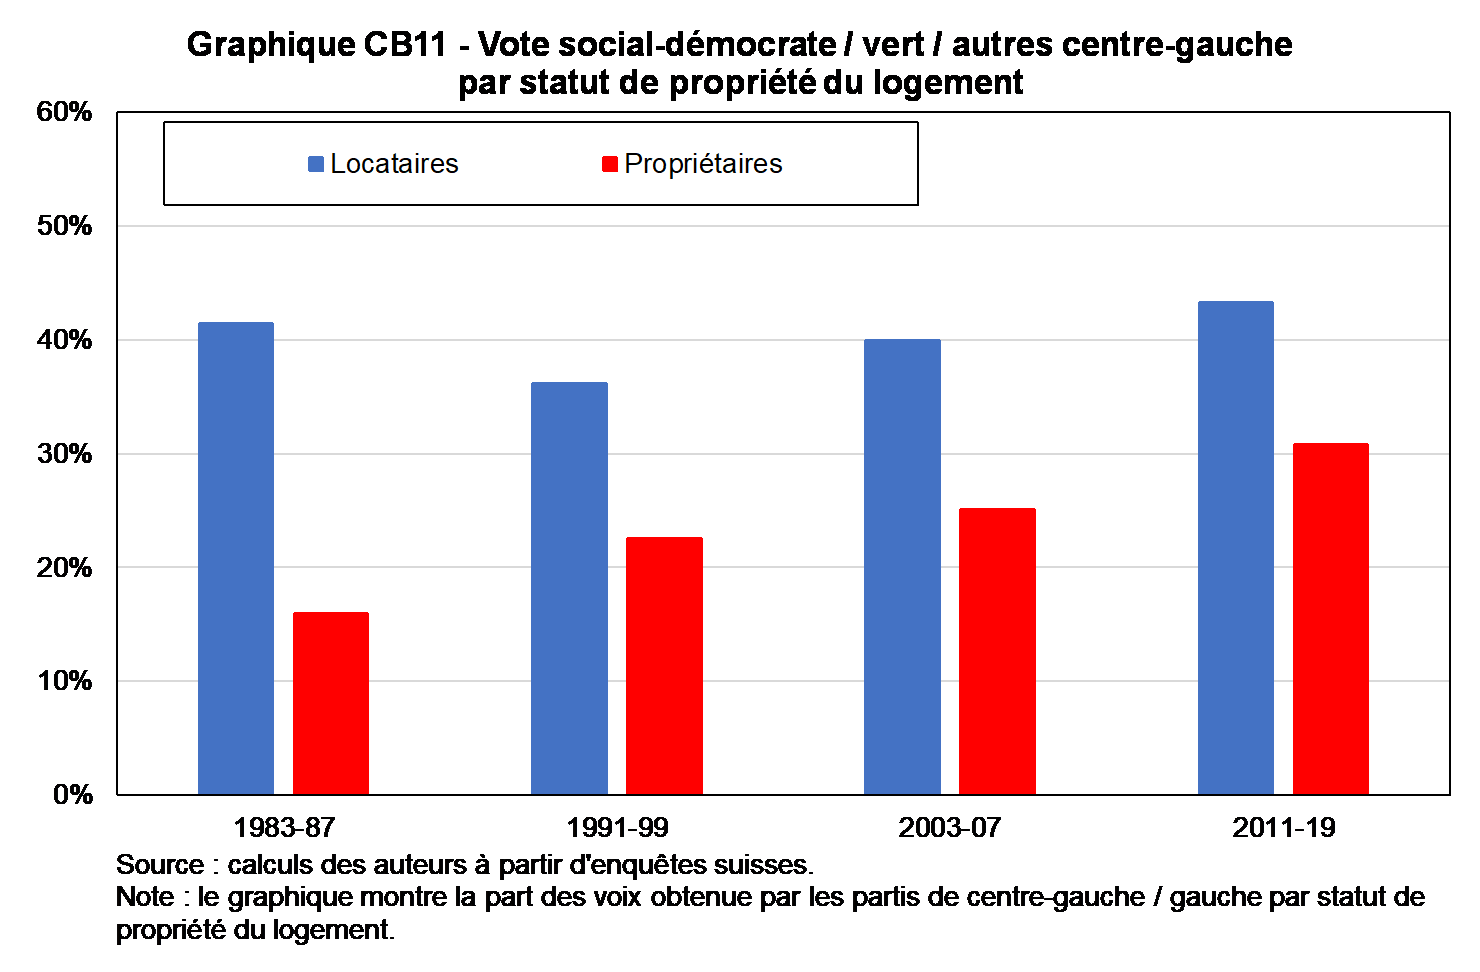 Graphique CB11 - Vote social-démocrate / vert / autres centre-gauche
par statut de propriété du logement
60%
Locataires Propriétaires
50%
40%
30%
20%
10%
0%
1983-87 1991-99 2003-07 2011-19
Source : calculs des auteurs à partir d'enquêtes suisses.
Note : le graphique montre la part des voix obtenue par les partis de centre-gauche / gauche par statut de
propriété du logement.